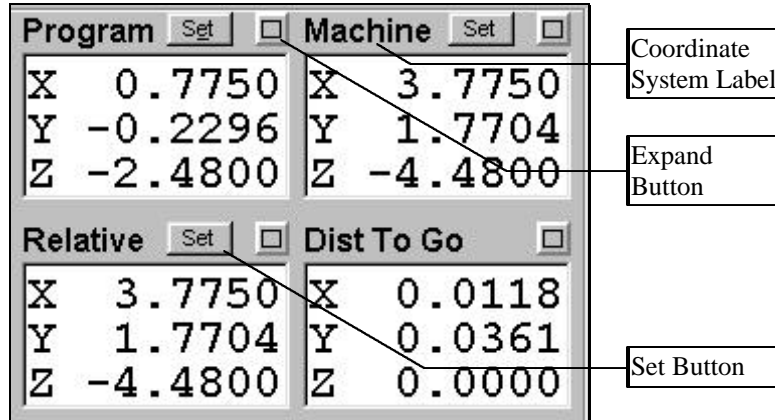 Program Set
X 0.7750
Y -0.2296
Z -2.4800
Machine Set
X 3.7750
Y 1.7704
Z -4.4800
Relative Set
X 3.7750
Y 1.7704
Z -4.4800
Dist To Go
X 0.0118
Y 0.0361
Z 0.0000
Coordinate
System Label
Expand
Button
Set Button